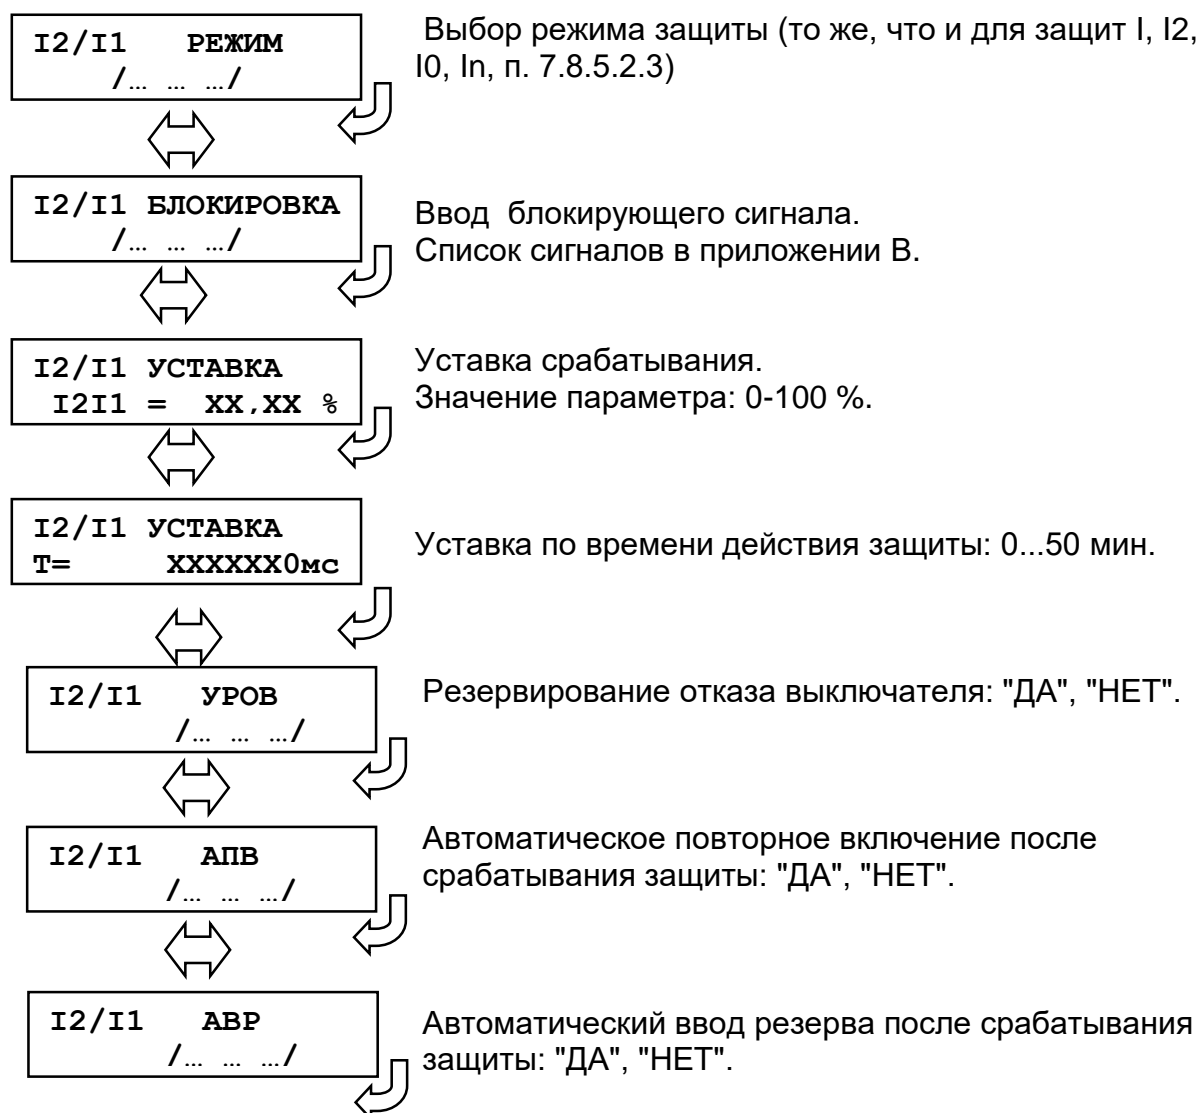 I2/I1 РЕЖИМ
/… … …/
Выбор режима защиты (то же, что и для защит I, I2,
I0, In, п. 7.8.5.2.3)
I2/I1 БЛОКИРОВКА
/… … …/
Ввод блокирующего сигнала.
Список сигналов в приложении В.
I2/I1 УСТАВКА
I2I1 = XX,XX %
Уставка срабатывания.
Значение параметра: 0-100 %.
I2/I1 УСТАВКА
T= XXXXXX0мс
Уставка по времени действия защиты: 0...50 мин.
I2/I1 УРОВ
/… … …/
Резервирование отказа выключателя: "ДА", "НЕТ".
I2/I1 АПВ
/… … …/
Автоматическое повторное включение после
срабатывания защиты: "ДА", "НЕТ".
I2/I1 АВР
/… … …/
Автоматический ввод резерва после срабатывания
защиты: "ДА", "НЕТ".